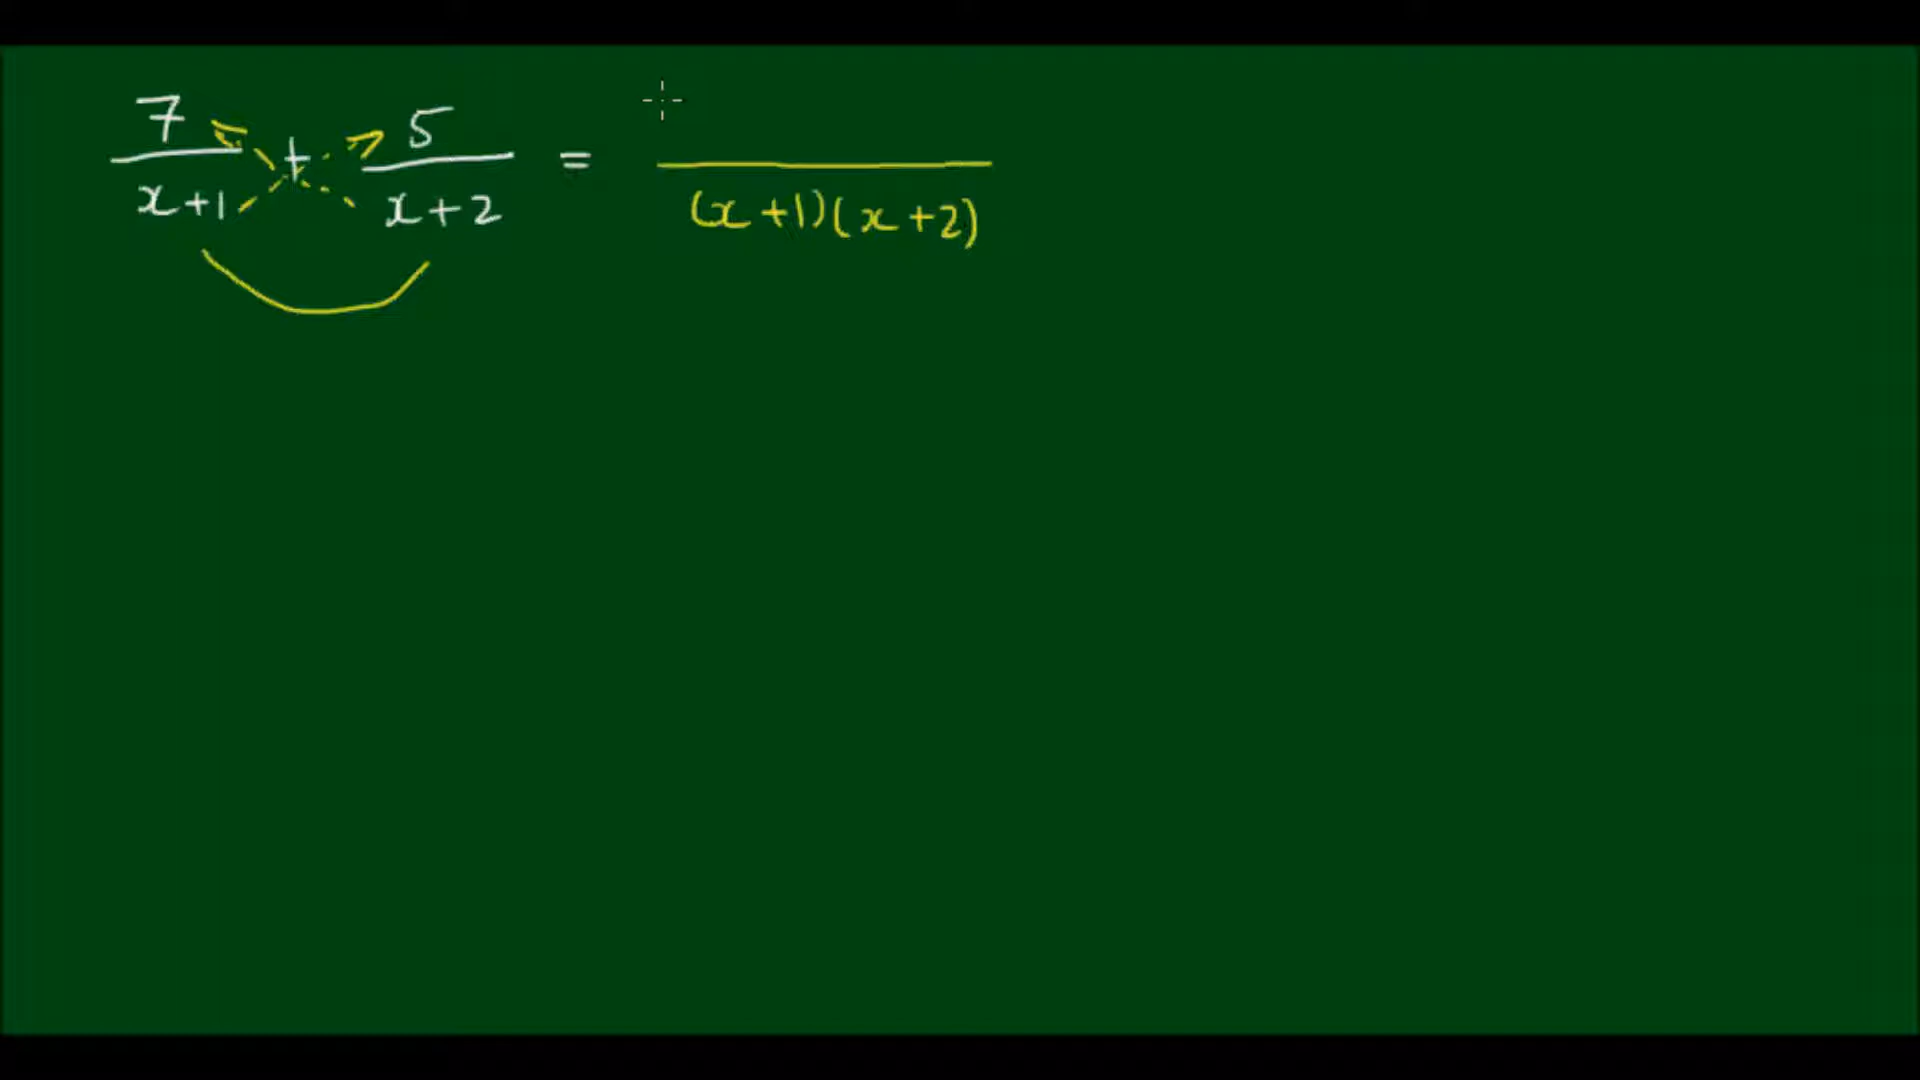 7/(x+1) + 5/(x+2) = /((x+1)(x+2))